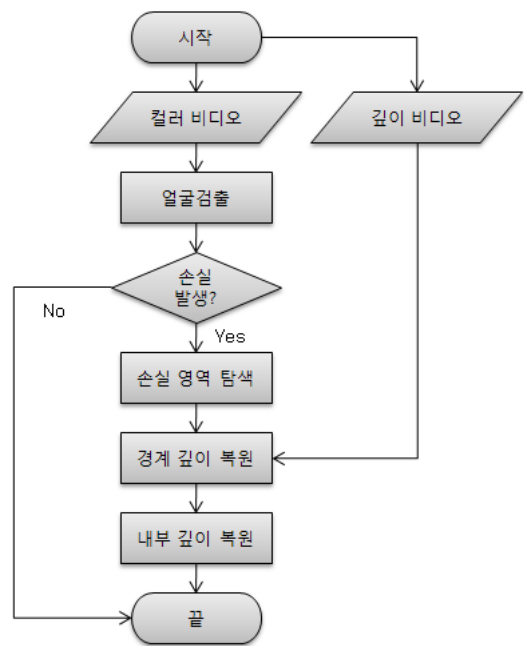 시작
컬러 비디오
깊이 비디오
얼굴검출
손실
발생?
No
Yes
손실 영역 탐색
경계 깊이 복원
내부 깊이 복원
끝